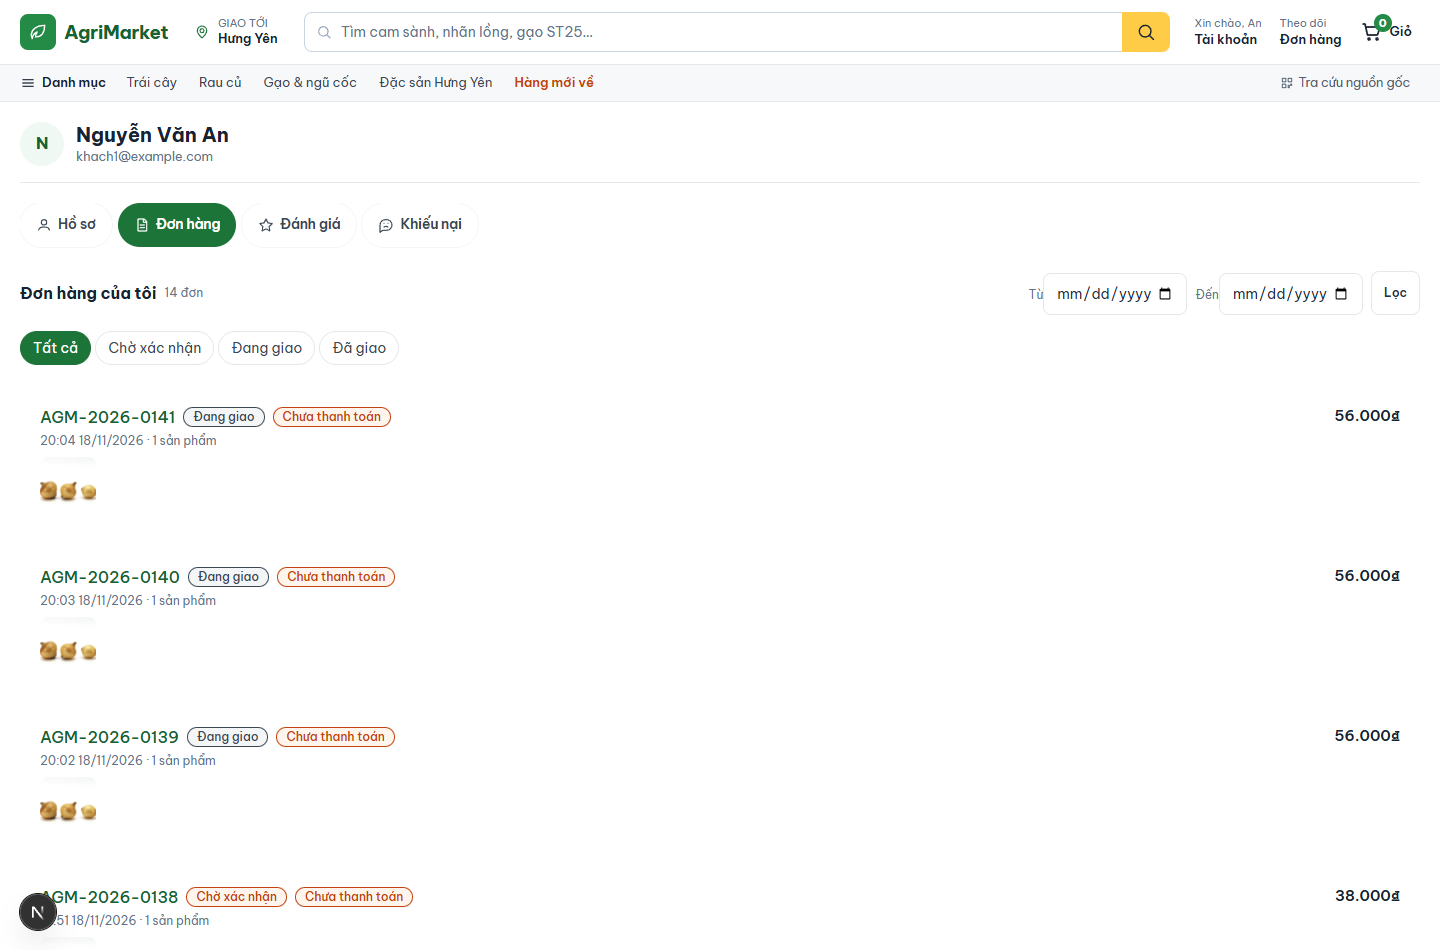 AgriMarket
GIAO TỚI
Hưng Yên
Tìm cam sành, nhãn lồng, gạo ST25...
Xin chào, An
Tài khoản
Theo dõi
Đơn hàng
0
Giỏ
Danh mục
Trái cây
Rau củ
Gạo & ngũ cốc
Đặc sản Hưng Yên
Hàng mới về
Tra cứu nguồn gốc
N
Nguyễn Văn An
khach1@example.com
Hồ sơ
Đơn hàng
Đánh giá
Khiếu nại
Đơn hàng của tôi 14 đơn
Từ mm/dd/yyyy
Đến mm/dd/yyyy
Lọc
Tất cả
Chờ xác nhận
Đang giao
Đã giao
AGM-2026-0141 Đang giao Chưa thanh toán 56.000₫
20:04 18/11/2026 · 1 sản phẩm
AGM-2026-0140 Đang giao Chưa thanh toán 56.000₫
20:03 18/11/2026 · 1 sản phẩm
AGM-2026-0139 Đang giao Chưa thanh toán 56.000₫
20:02 18/11/2026 · 1 sản phẩm
AGM-2026-0138 Chờ xác nhận Chưa thanh toán 38.000₫
:51 18/11/2026 · 1 sản phẩm
N